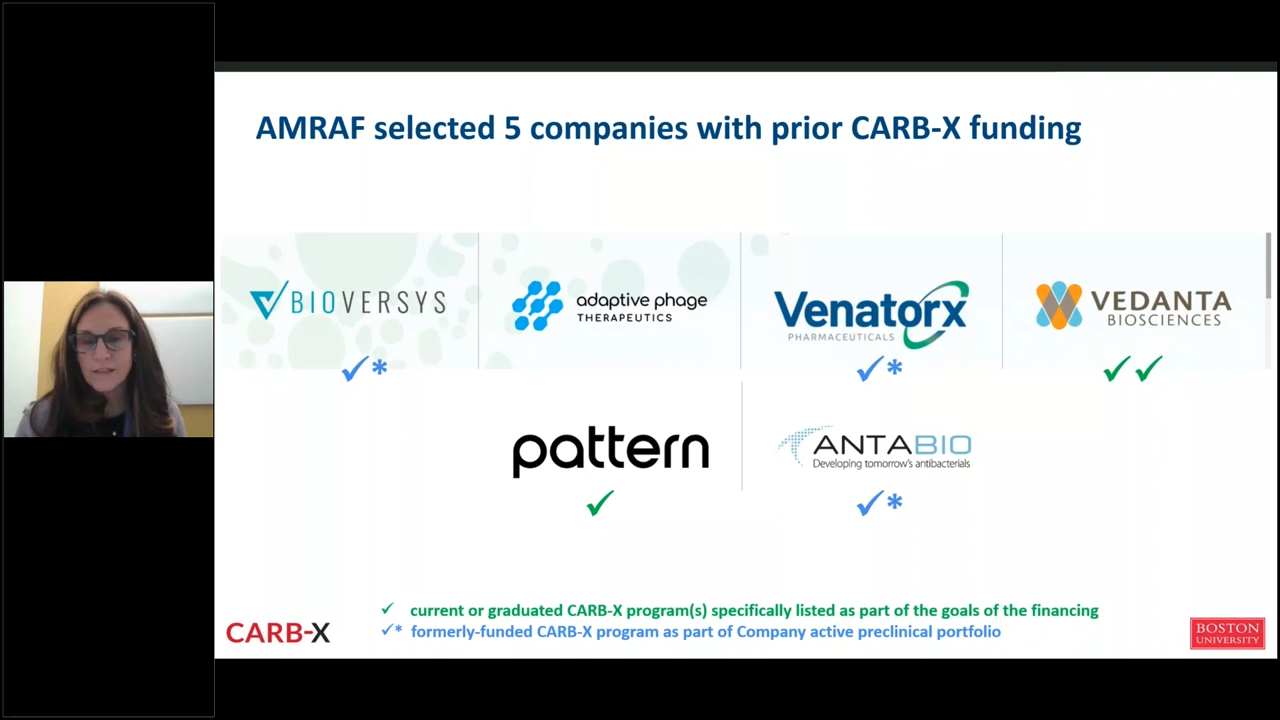 AMRAF selected 5 companies with prior CARB-X funding
BIOVERSYS
adaptive phage
THERAPEUTICS
Venatorx
PHARMACEUTICALS
VEDANTA
BIOSCIENCES
✓*
✓*
✓✓
pattern
ANTABIO
Developing tomorrow's antibacterials
✓
✓*
✓ current or graduated CARB-X program(s) specifically listed as part of the goals of the financing
✓* formerly-funded CARB-X program as part of Company active preclinical portfolio
CARB-X
BOSTON
UNIVERSITY